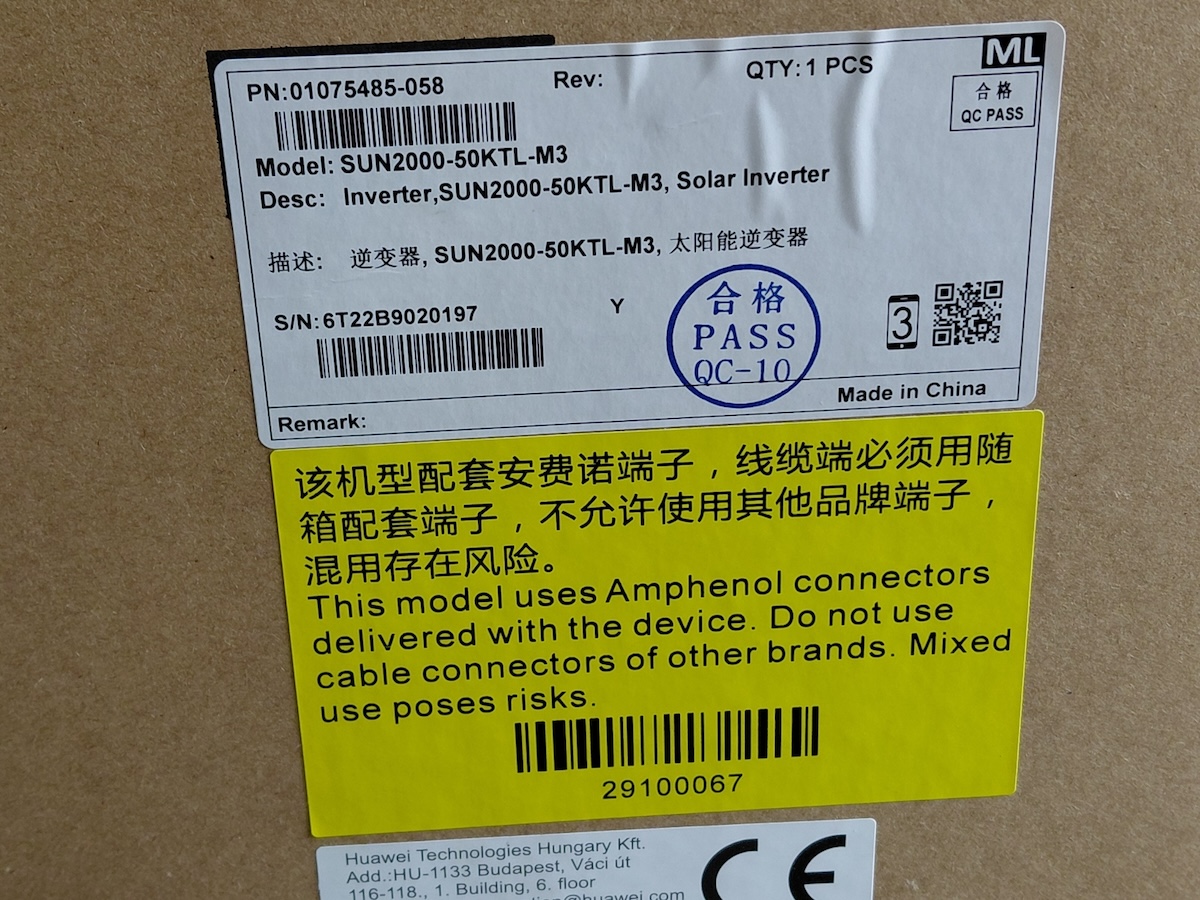 PN:01075485-058
Rev:
QTY: 1 PCS
ML
合格
QC PASS
Model: SUN2000-50KTL-M3
Desc: Inverter,SUN2000-50KTL-M3, Solar Inverter
描述: 逆变器, SUN2000-50KTL-M3, 太阳能逆变器
S/N: 6T22B9020197
Y
合格
PASS
QC-10
3
Made in China
Remark:
该机型配套安费诺端子，线缆端必须用随
箱配套端子，不允许使用其他品牌端子，
混用存在风险。
This model uses Amphenol connectors
delivered with the device. Do not use
cable connectors of other brands. Mixed
use poses risks.
29100067
Huawei Technologies Hungary Kft.
Add.:HU-1133 Budapest, Váci út
116-118., 1. Building, 6. floor
@huawei.com
CE